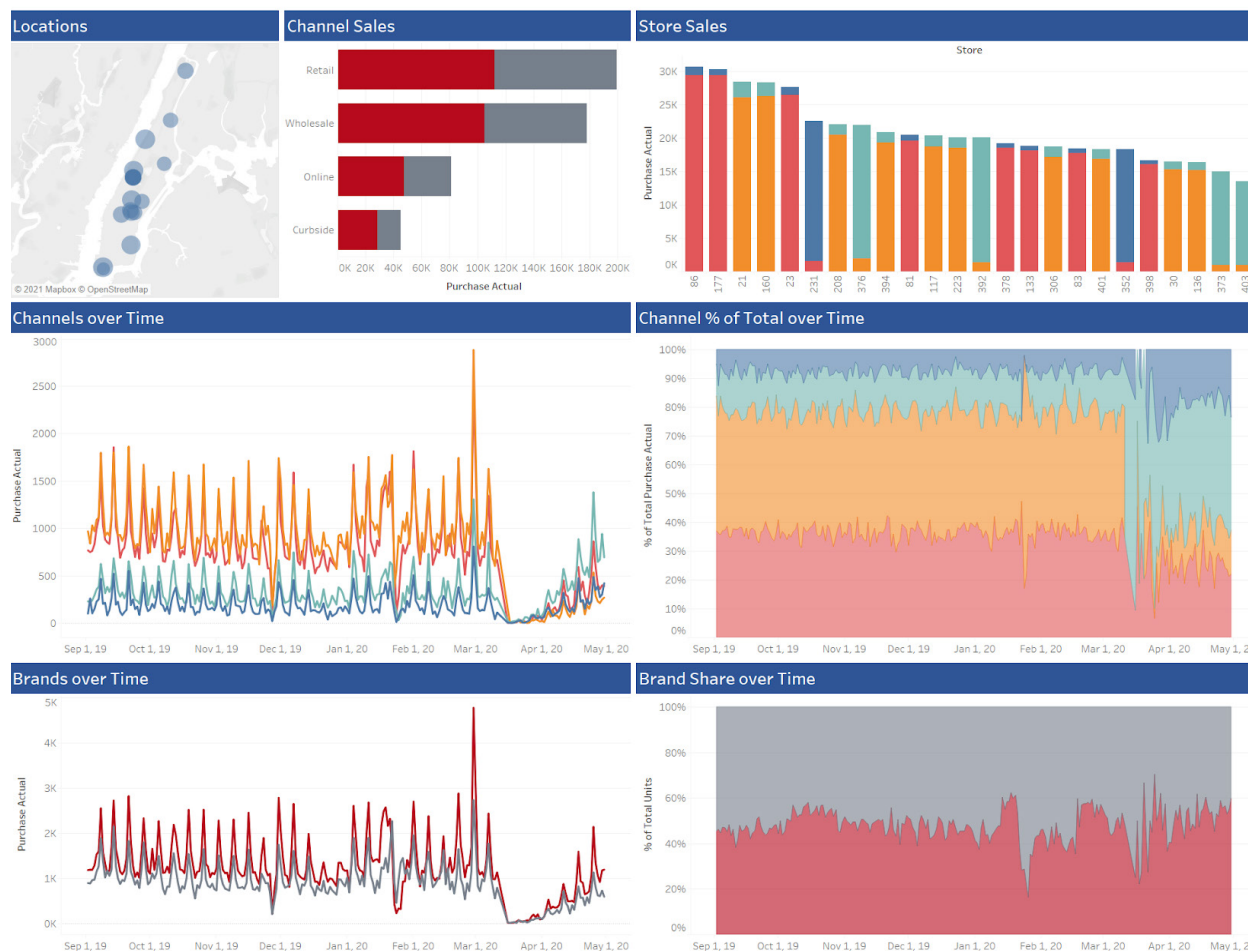 Locations
Channel Sales
Store Sales
© 2021 Mapbox © OpenStreetMap
Retail
Wholesale
Online
Curbside
0K 20K 40K 60K 80K 100K 120K 140K 160K 180K 200K
Purchase Actual
Store
Purchase Actual
30K
25K
20K
15K
10K
5K
0K
86 177 21 160 23 231 208 376 394 81 117 223 392 378 133 306 83 401 352 398 30 136 373 403
Channels over Time
Channel % of Total over Time
Purchase Actual
3000
2500
2000
1500
1000
500
0
Sep 1, 19 Oct 1, 19 Nov 1, 19 Dec 1, 19 Jan 1, 20 Feb 1, 20 Mar 1, 20 Apr 1, 20 May 1, 20
% of Total Purchase Actual
100%
90%
80%
70%
60%
50%
40%
30%
20%
10%
0%
Sep 1, 19 Oct 1, 19 Nov 1, 19 Dec 1, 19 Jan 1, 20 Feb 1, 20 Mar 1, 20 Apr 1, 20 May 1, 2
Brands over Time
Brand Share over Time
Purchase Actual
5K
4K
3K
2K
1K
0K
Sep 1, 19 Oct 1, 19 Nov 1, 19 Dec 1, 19 Jan 1, 20 Feb 1, 20 Mar 1, 20 Apr 1, 20 May 1, 20
% of Total Units
100%
80%
60%
40%
20%
0%
Sep 1, 19 Oct 1, 19 Nov 1, 19 Dec 1, 19 Jan 1, 20 Feb 1, 20 Mar 1, 20 Apr 1, 20 May 1, 2